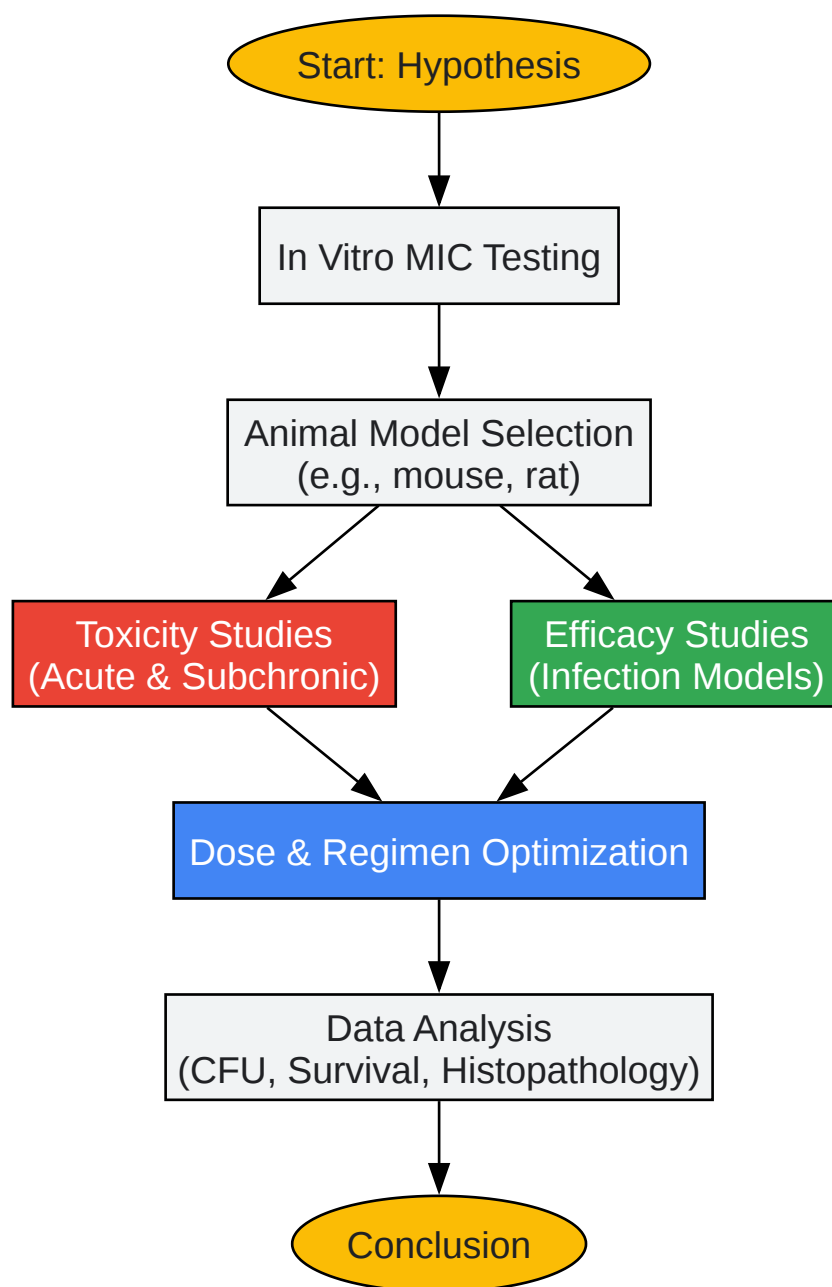 Start: Hypothesis
In Vitro MIC Testing
Animal Model Selection
(e.g., mouse, rat)
Toxicity Studies
(Acute & Subchronic)
Efficacy Studies
(Infection Models)
Dose & Regimen Optimization
Data Analysis
(CFU, Survival, Histopathology)
Conclusion